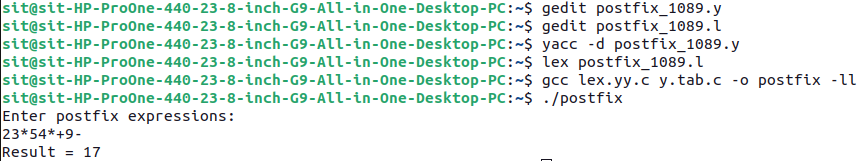 sit@sit-HP-ProOne-440-23-8-inch-G9-All-in-One-Desktop-PC:~$ gedit postfix_1089.y
sit@sit-HP-ProOne-440-23-8-inch-G9-All-in-One-Desktop-PC:~$ gedit postfix_1089.l
sit@sit-HP-ProOne-440-23-8-inch-G9-All-in-One-Desktop-PC:~$ yacc -d postfix_1089.y
sit@sit-HP-ProOne-440-23-8-inch-G9-All-in-One-Desktop-PC:~$ lex postfix_1089.l
sit@sit-HP-ProOne-440-23-8-inch-G9-All-in-One-Desktop-PC:~$ gcc lex.yy.c y.tab.c -o postfix -ll
sit@sit-HP-ProOne-440-23-8-inch-G9-All-in-One-Desktop-PC:~$ ./postfix
Enter postfix expressions:
23*54*+9-
Result = 17